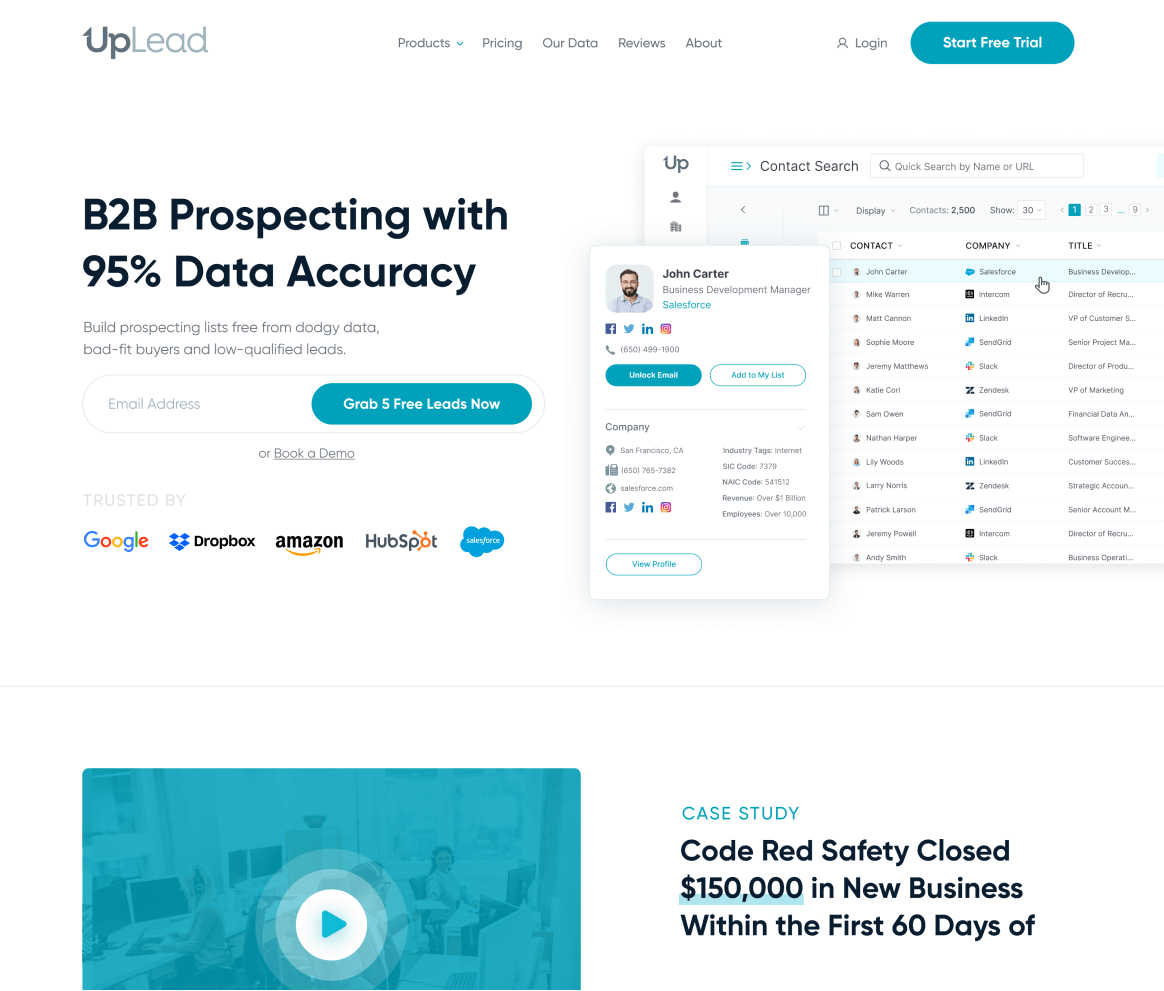 UpLead
Products
Pricing
Our Data
Reviews
About
Login
Start Free Trial
B2B Prospecting with
95% Data Accuracy
Build prospecting lists free from dodgy data,
bad-fit buyers and low-qualified leads.
Email Address
Grab 5 Free Leads Now
or Book a Demo
TRUSTED BY
Google
Dropbox
amazon
HubSpot
salesforce
Up
Contact Search
Quick Search by Name or URL
Display
Contacts: 2,500
Show: 30
1 2 3 ... 9
CONTACT COMPANY TITLE
John Carter Salesforce Business Develop...
Mike Warren Intercom Director of Recru...
Matt Cannon LinkedIn VP of Customer S...
Sophie Moore SendGrid Senior Project Ma...
Jeremy Matthews Slack Director of Produ...
Katie Corl Zendesk VP of Marketing
Sam Owen SendGrid Financial Data An...
Nathan Harper Slack Software Enginee...
Lily Woods LinkedIn Customer Succes...
Larry Norris Zendesk Strategic Accoun...
Patrick Larson SendGrid Senior Account M...
Jeremy Powell Intercom Director of Recru...
Andy Smith Slack Business Operati...
John Carter
Business Development Manager
Salesforce
(650) 499-1900
Unlock Email
Add to My List
Company
San Francisco, CA
(650) 765-7382
salesforce.com
Industry Tags: Internet
SIC Code: 7379
NAIC Code: 541512
Revenue: Over $1 Billion
Employees: Over 10,000
View Profile
CASE STUDY
Code Red Safety Closed
$150,000 in New Business
Within the First 60 Days of